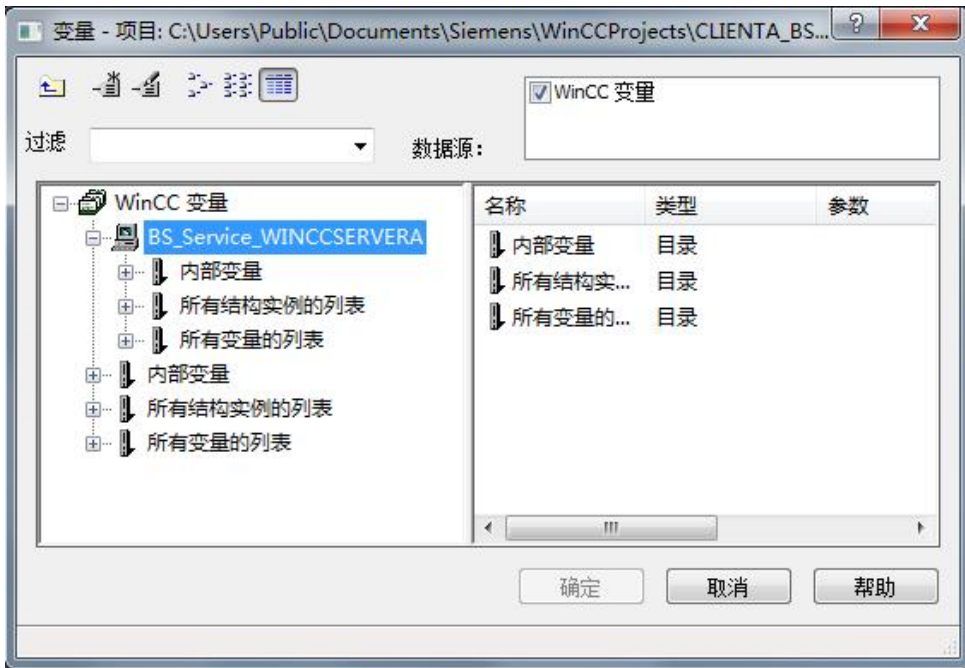 变量 - 项目: C:\Users\Public\Documents\Siemens\WinCCProjects\CLIENTA_BS...
WinCC 变量
过滤
数据源：
WinCC 变量
BS_Service_WINCCSERVERA
内部变量
所有结构实例的列表
所有变量的列表
内部变量
所有结构实例的列表
所有变量的列表
名称 类型 参数
内部变量 目录
所有结构实... 目录
所有变量的... 目录
确定 取消 帮助